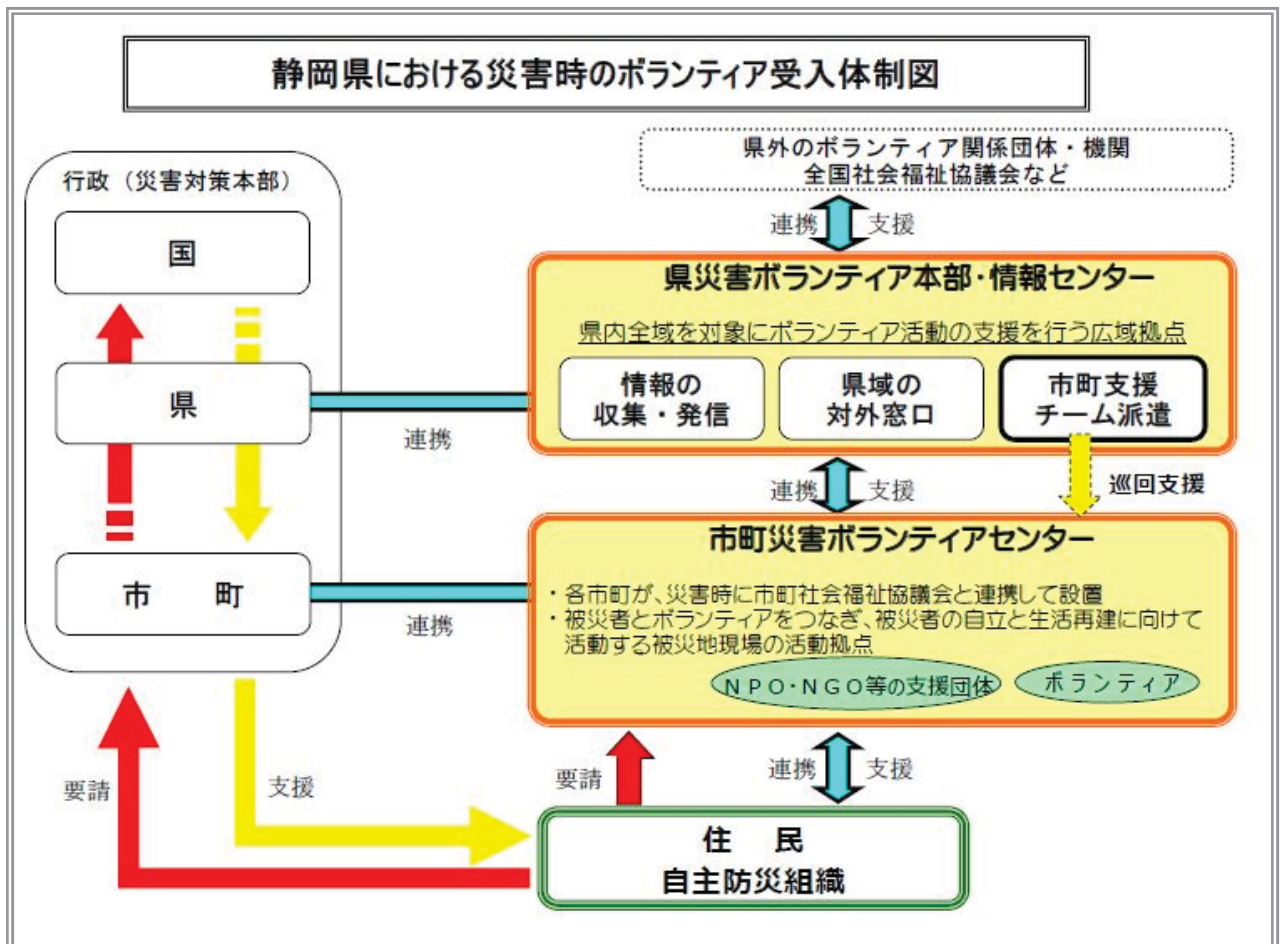 静岡県における災害時のボランティア受入体制図
行政（災害対策本部）
国
県
市　町
要請
支援
連携
連携
県外のボランティア関係団体・機関
全国社会福祉協議会など
連携　支援
県災害ボランティア本部・情報センター
県内全域を対象にボランティア活動の支援を行う広域拠点
情報の
収集・発信
県域の
対外窓口
市町支援
チーム派遣
連携　支援
巡回支援
市町災害ボランティアセンター
・各市町が、災害時に市町社会福祉協議会と連携して設置
・被災者とボランティアをつなぎ、被災者の自立と生活再建に向けて
活動する被災地現場の活動拠点
ＮＰＯ・ＮＧＯ等の支援団体
ボランティア
要請
連携　支援
住　民
自主防災組織